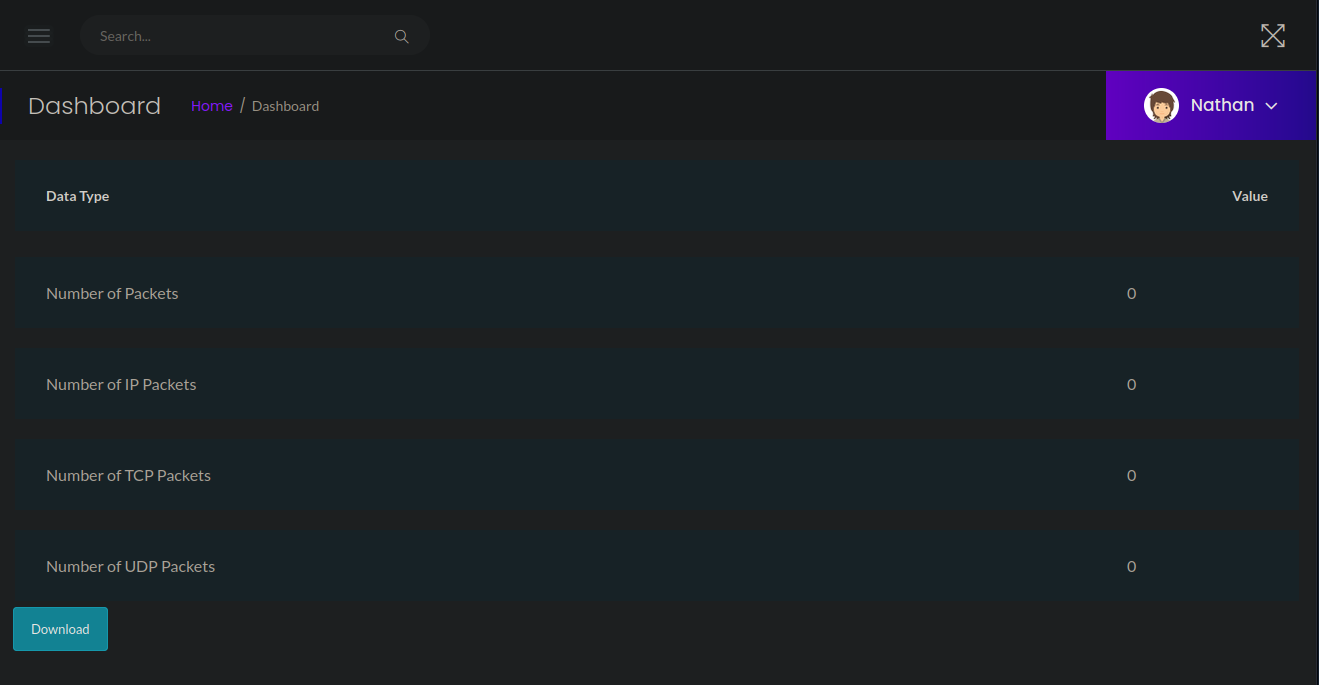 Search...
Dashboard Home / Dashboard Nathan
Data Type Value
Number of Packets 0
Number of IP Packets 0
Number of TCP Packets 0
Number of UDP Packets 0
Download